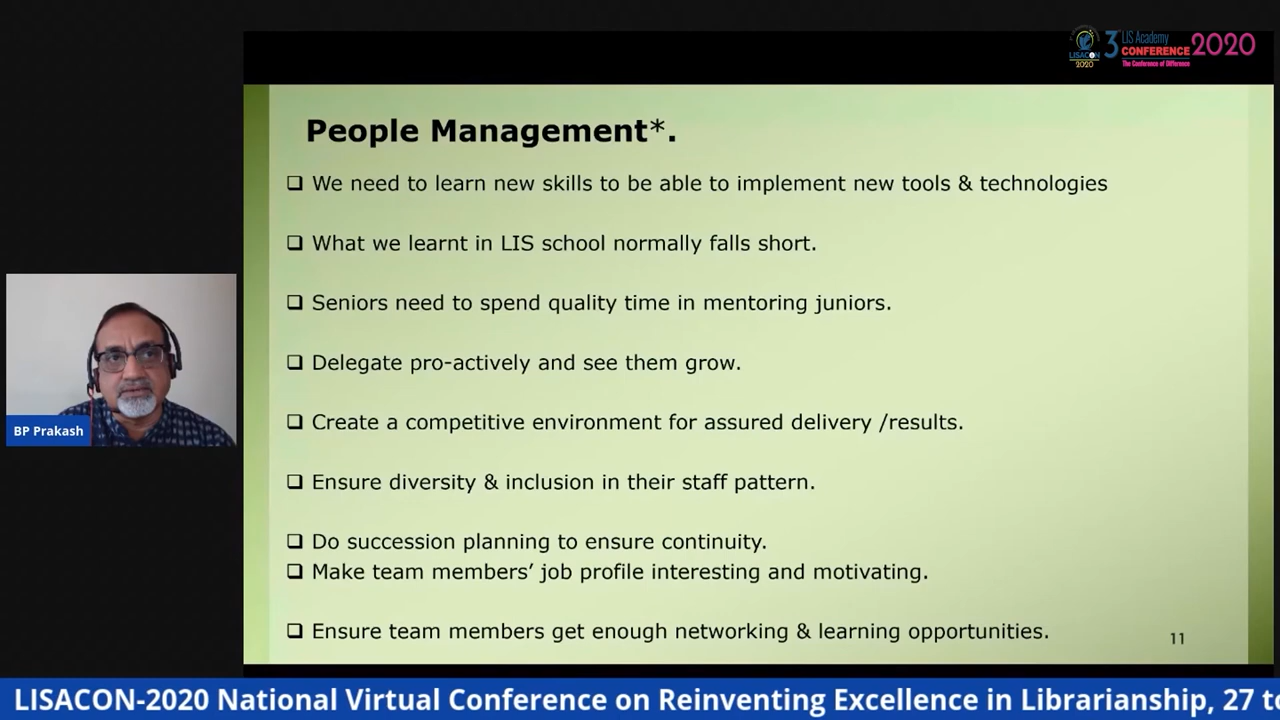 LISACON
2020
3 LIS Academy
CONFERENCE 2020
The Conference of Difference
People Management*.
We need to learn new skills to be able to implement new tools & technologies
What we learnt in LIS school normally falls short.
Seniors need to spend quality time in mentoring juniors.
Delegate pro-actively and see them grow.
Create a competitive environment for assured delivery /results.
Ensure diversity & inclusion in their staff pattern.
Do succession planning to ensure continuity.
Make team members’ job profile interesting and motivating.
Ensure team members get enough networking & learning opportunities.
11
BP Prakash
LISACON-2020 National Virtual Conference on Reinventing Excellence in Librarianship, 27 to